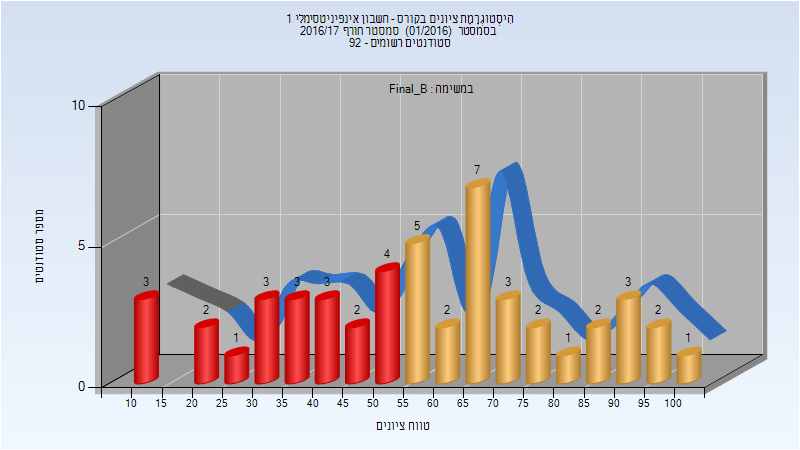 היסטוגרמת ציונים בקורס - חשבון אינפיניטסימלי 1
בסמסטר (01/2016) סמסטר חורף 2016/17
סטודנטים רשומים - 92
במשימה : Final_B
מספר סטודנטים
10
5
0
3 2 1 3 3 3 2 4 5 2 7 3 2 1 2 3 2 1
10 15 20 25 30 35 40 45 50 55 60 65 70 75 80 85 90 95 100
טווח ציונים